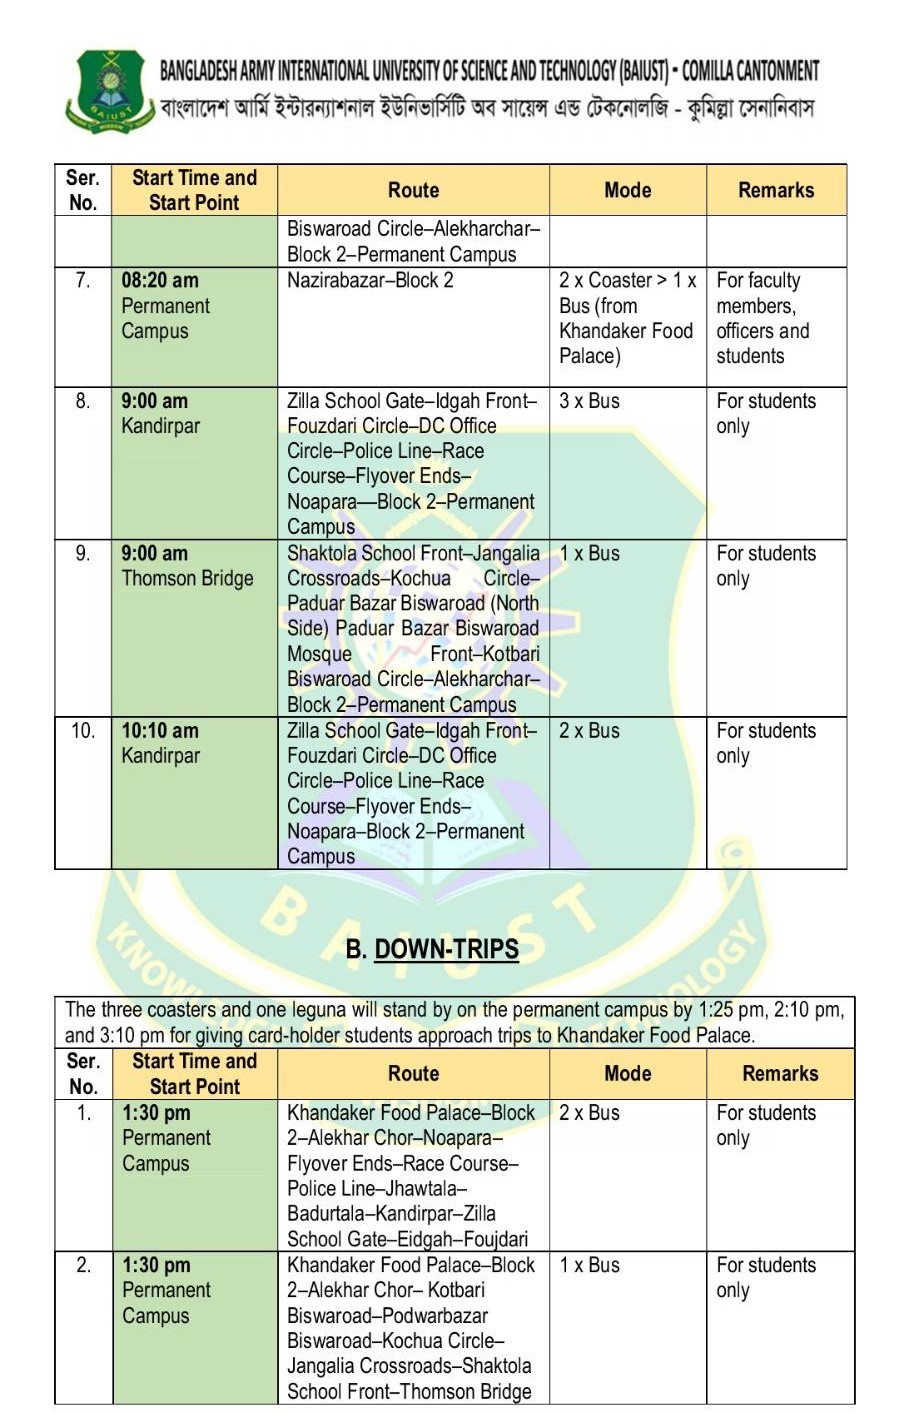 BANGLADESH ARMY INTERNATIONAL UNIVERSITY OF SCIENCE AND TECHNOLOGY (BAIUST) - COMILLA CANTONMENT
বাংলাদেশ আর্মি ইন্টারন্যাশনাল ইউনিভার্সিটি অব সায়েন্স এন্ড টেকনোলজি - কুমিল্লা সেনানিবাস
BAIUST
Ser. No.
Start Time and Start Point
Route
Mode
Remarks
Biswaroad Circle–Alekharchar–
Block 2–Permanent Campus
7.
08:20 am
Permanent
Campus
Nazirabazar–Block 2
2 x Coaster > 1 x
Bus (from
Khandaker Food
Palace)
For faculty
members,
officers and
students
8.
9:00 am
Kandirpar
Zilla School Gate–Idgah Front–
Fouzdari Circle–DC Office
Circle–Police Line–Race
Course–Flyover Ends–
Noapara—Block 2–Permanent
Campus
3 x Bus
For students
only
9.
9:00 am
Thomson Bridge
Shaktola School Front–Jangalia
Crossroads–Kochua Circle–
Paduar Bazar Biswaroad (North
Side) Paduar Bazar Biswaroad
Mosque Front–Kotbari
Biswaroad Circle–Alekharchar–
Block 2–Permanent Campus
1 x Bus
For students
only
10.
10:10 am
Kandirpar
Zilla School Gate–Idgah Front–
Fouzdari Circle–DC Office
Circle–Police Line–Race
Course–Flyover Ends–
Noapara–Block 2–Permanent
Campus
2 x Bus
For students
only
BAIUST
KNOWLEDGE
TECHNOLOGY
B. DOWN-TRIPS
The three coasters and one leguna will stand by on the permanent campus by 1:25 pm, 2:10 pm,
and 3:10 pm for giving card-holder students approach trips to Khandaker Food Palace.
Ser. No.
Start Time and Start Point
Route
Mode
Remarks
1.
1:30 pm
Permanent
Campus
Khandaker Food Palace–Block
2–Alekhar Chor–Noapara–
Flyover Ends–Race Course–
Police Line–Jhawtala–
Badurtala–Kandirpar–Zilla
School Gate–Eidgah–Foujdari
2 x Bus
For students
only
2.
1:30 pm
Permanent
Campus
Khandaker Food Palace–Block
2–Alekhar Chor– Kotbari
Biswaroad–Podwarbazar
Biswaroad–Kochua Circle–
Jangalia Crossroads–Shaktola
School Front–Thomson Bridge
1 x Bus
For students
only